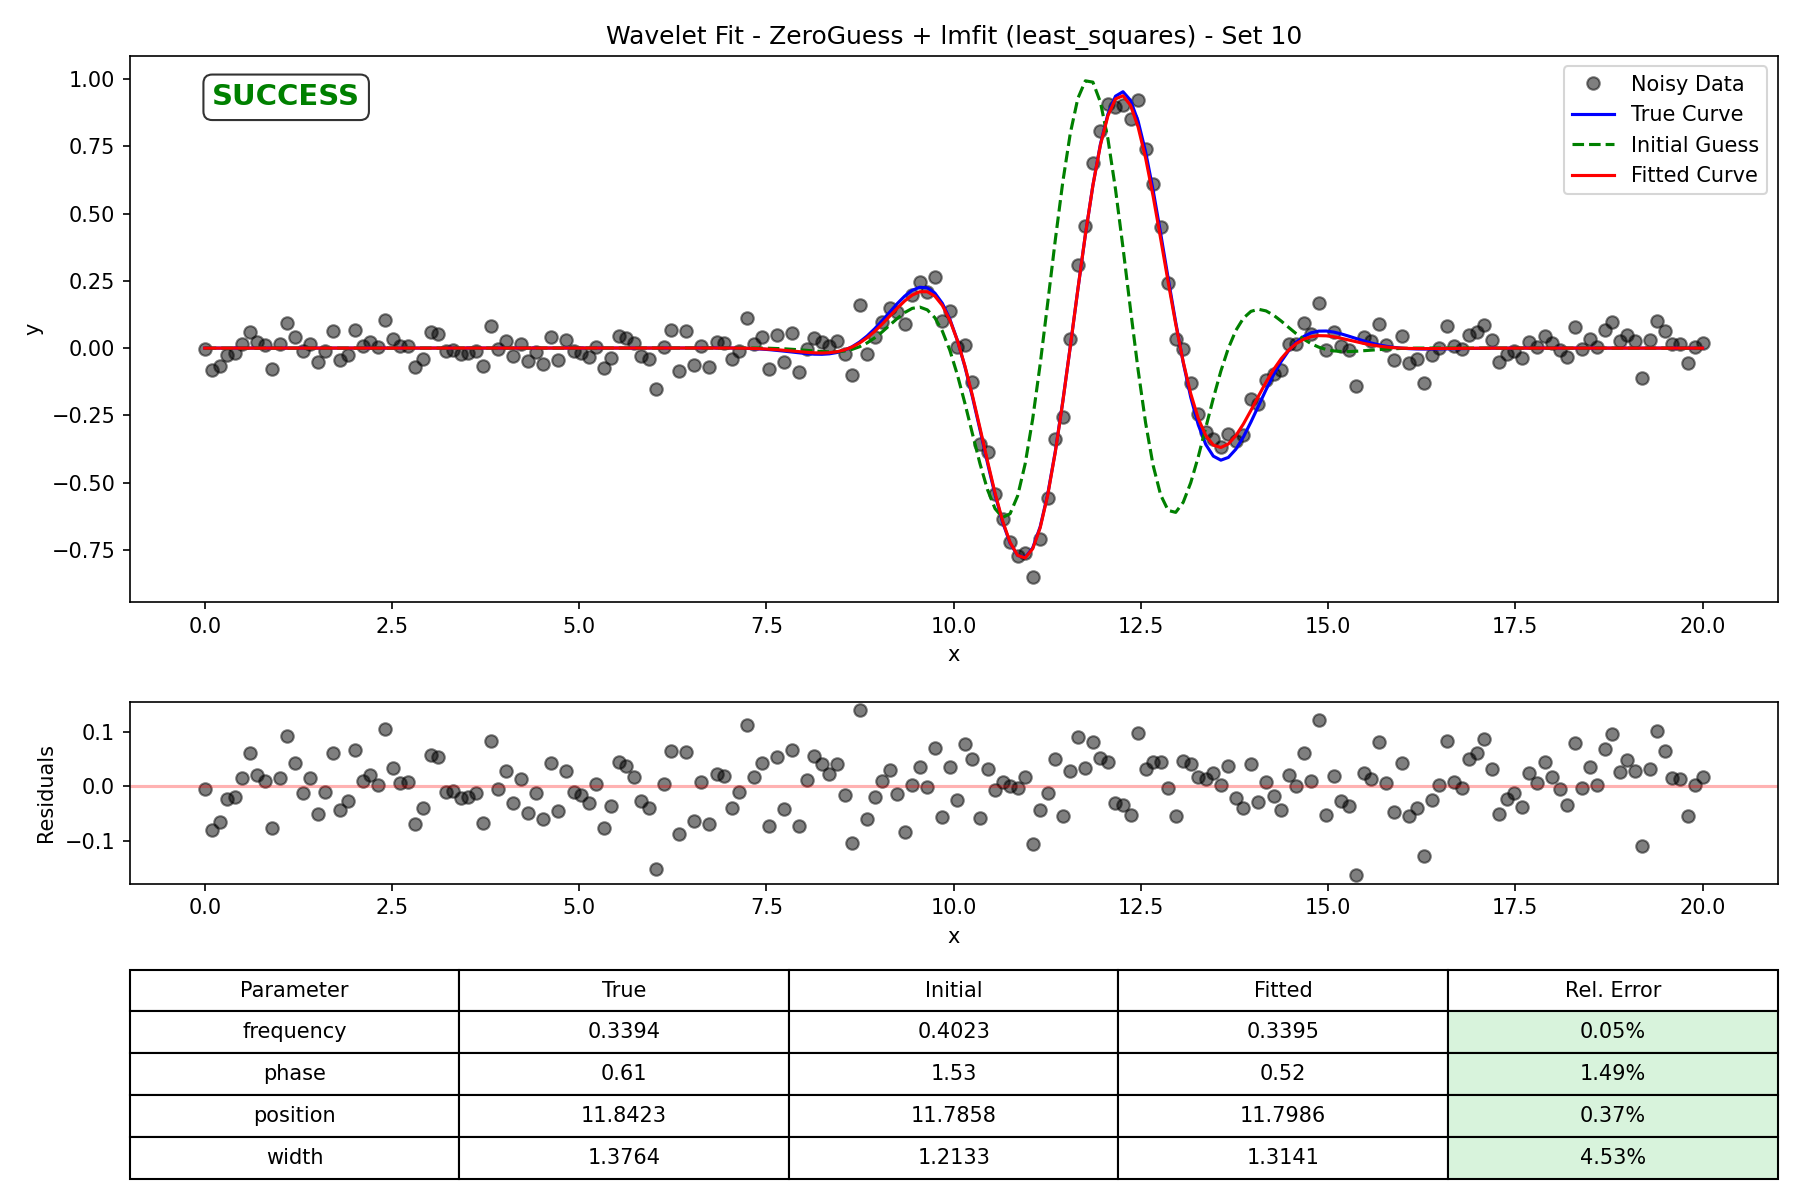 Wavelet Fit - ZeroGuess + lmfit (least_squares) - Set 10
SUCCESS
Noisy Data
True Curve
Initial Guess
Fitted Curve
1.00
0.75
0.50
0.25
0.00
−0.25
−0.50
−0.75
y
0.0 2.5 5.0 7.5 10.0 12.5 15.0 17.5 20.0
x
0.1
0.0
−0.1
Residuals
0.0 2.5 5.0 7.5 10.0 12.5 15.0 17.5 20.0
x
Parameter True Initial Fitted Rel. Error
frequency 0.3394 0.4023 0.3395 0.05%
phase 0.61 1.53 0.52 1.49%
position 11.8423 11.7858 11.7986 0.37%
width 1.3764 1.2133 1.3141 4.53%